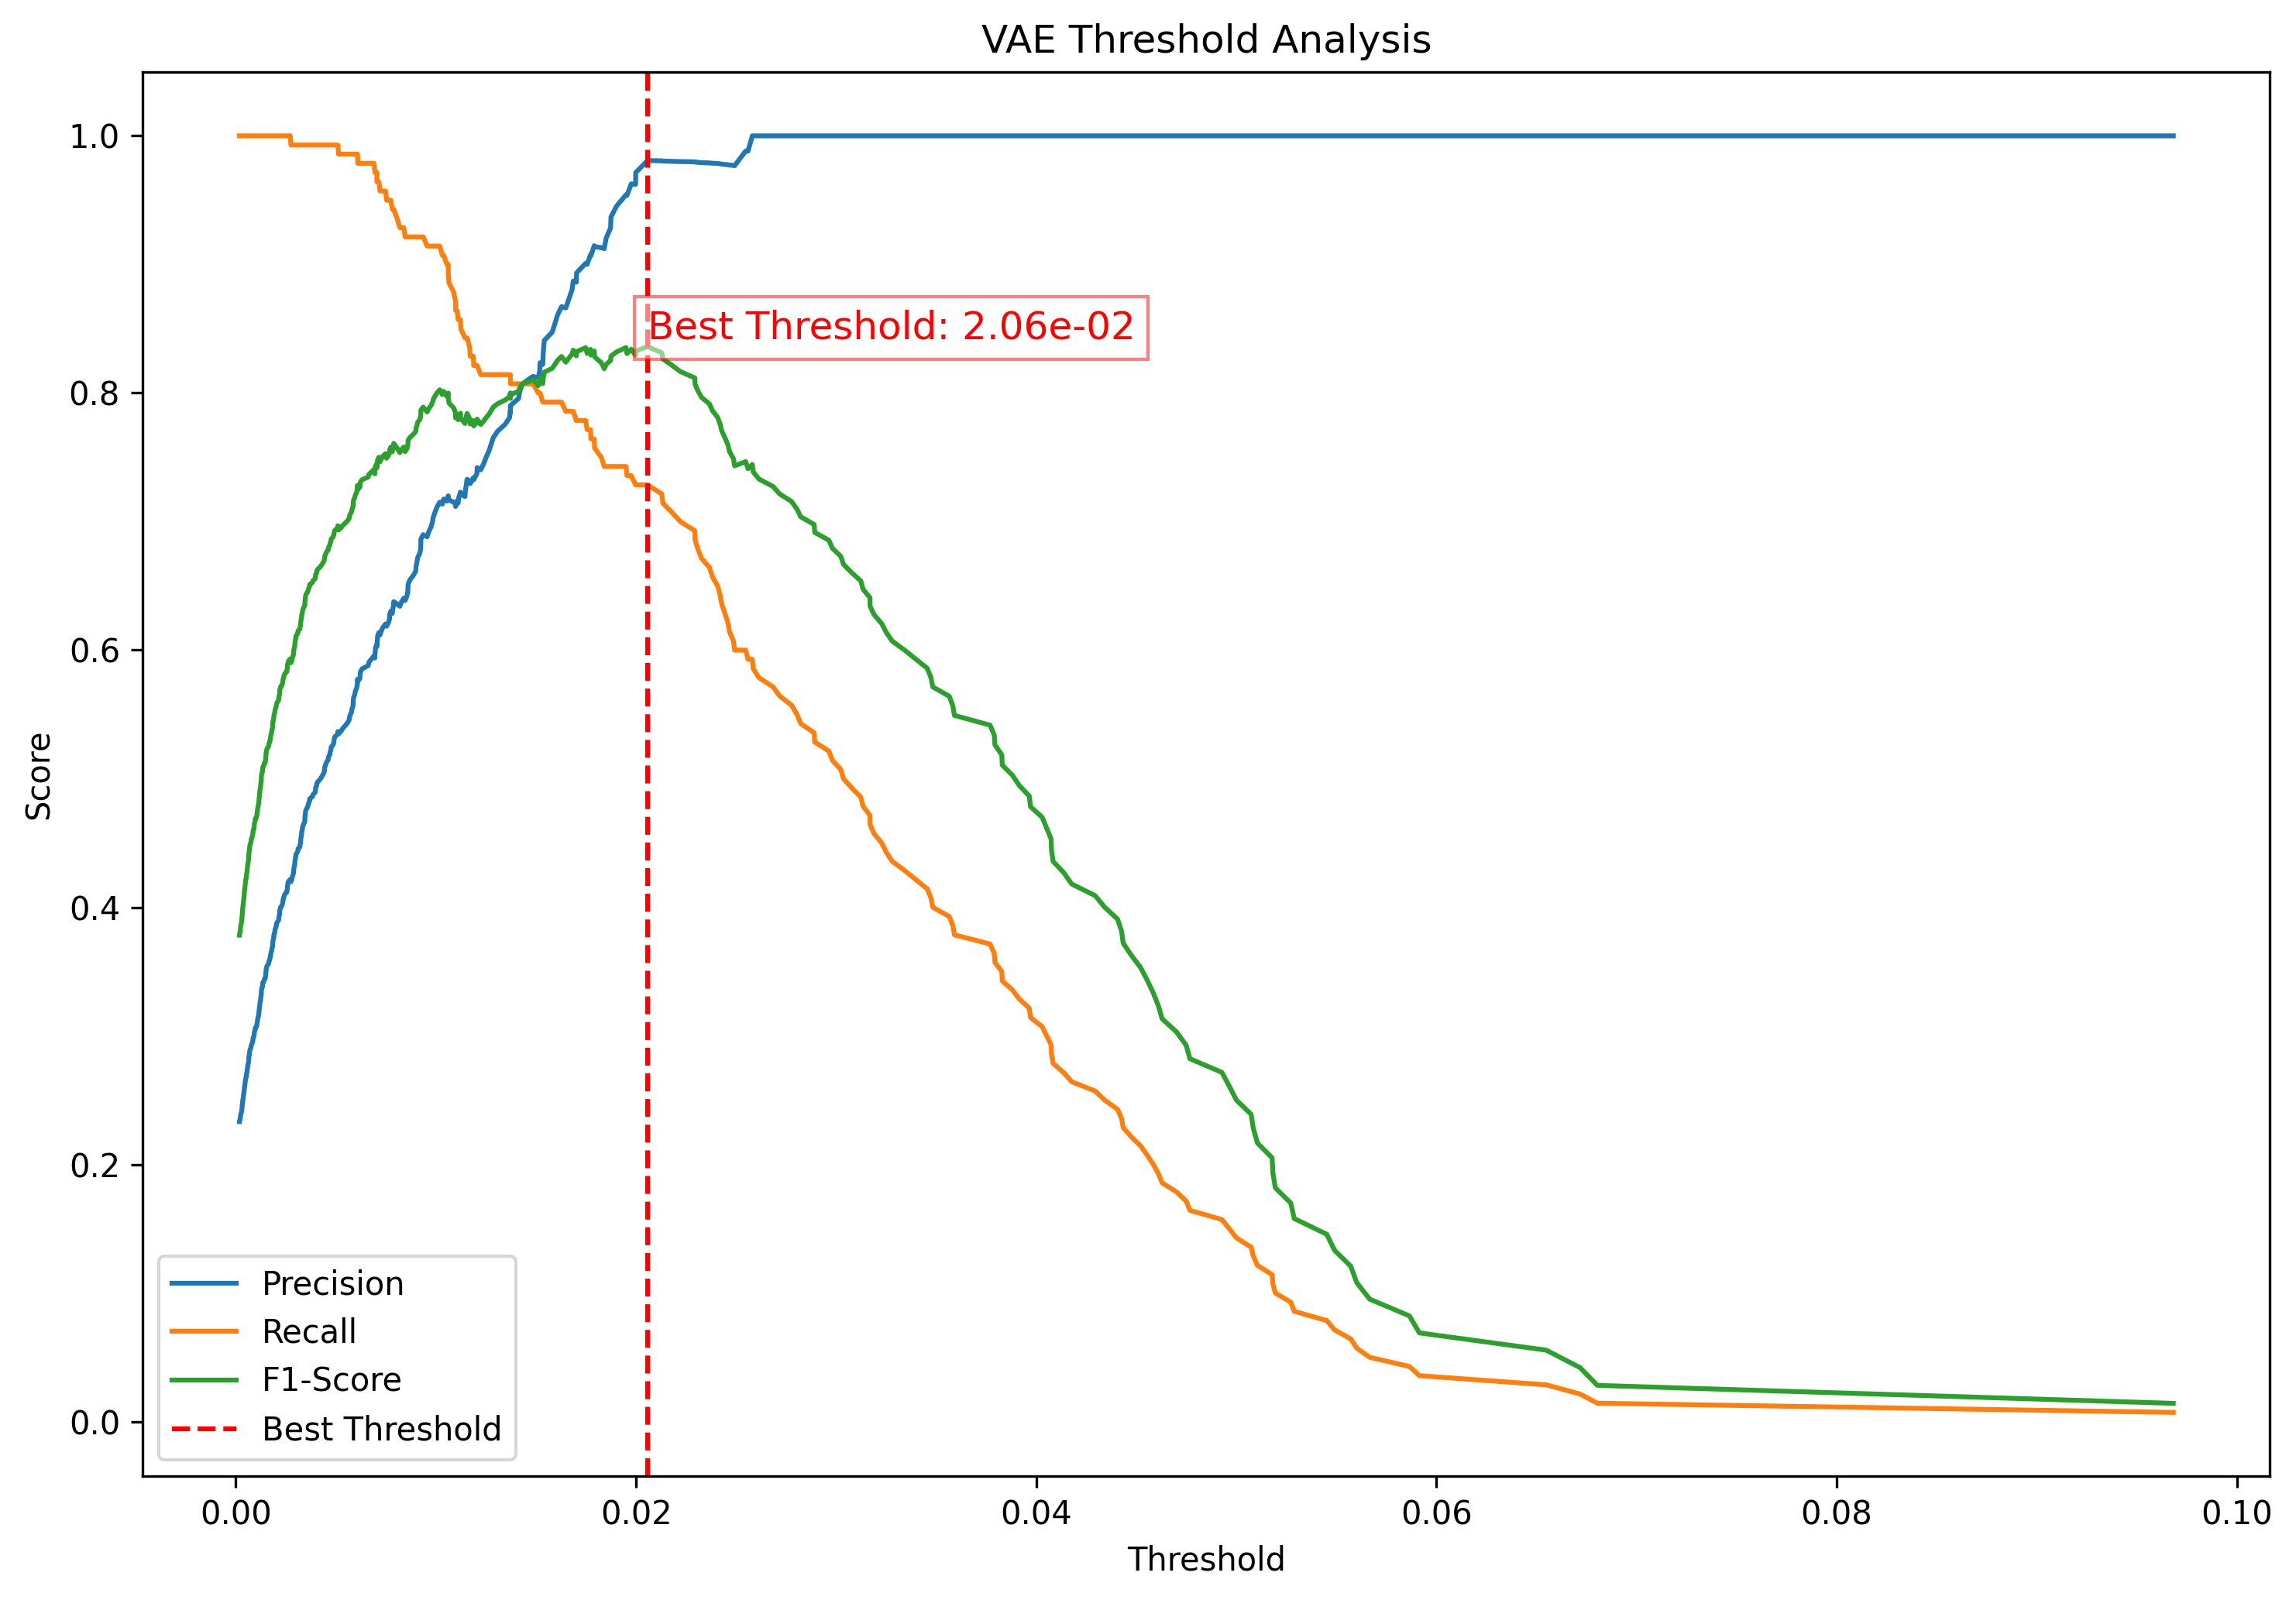 VAE Threshold Analysis
1.0
0.8
0.6
0.4
0.2
0.0
Score
Best Threshold: 2.06e-02
Precision
Recall
F1-Score
Best Threshold
0.00 0.02 0.04 0.06 0.08 0.10
Threshold